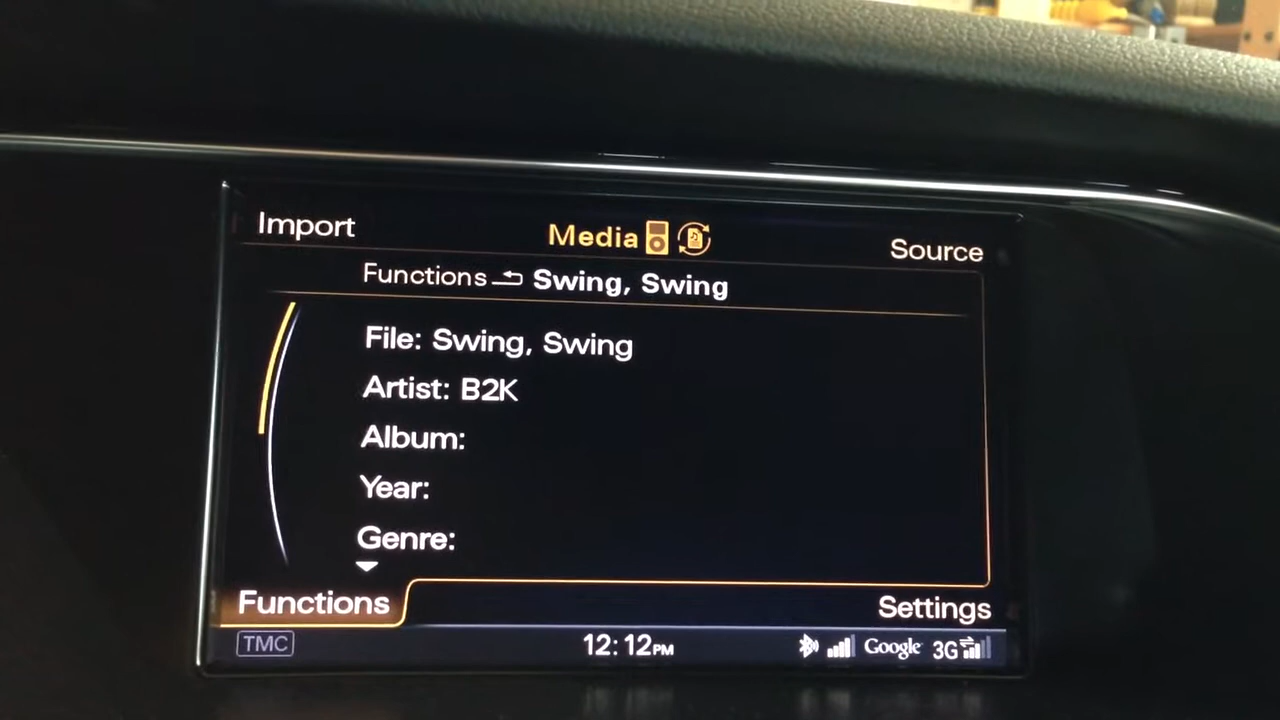 Import
Media
Source
Functions Swing, Swing
File: Swing, Swing
Artist: B2K
Album:
Year:
Genre:
Functions
Settings
TMC
12:12PM
Google
3G